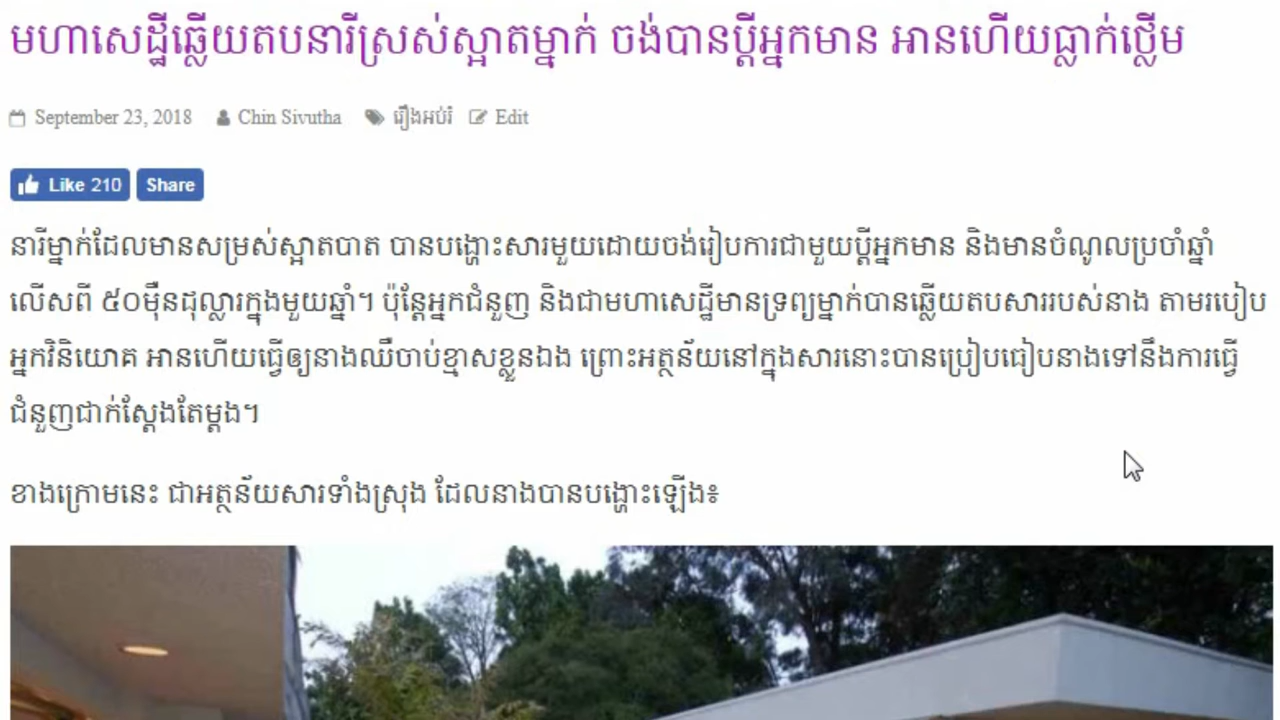 មហាសេដ្ឋីឆ្លើយតបនារីស្រស់ស្អាតម្នាក់ ចង់បានប្ដីអ្នកមាន អានហើយធ្លាក់ថ្លើម
September 23, 2018 Chin Sivutha រឿងអប់រំ Edit
Like 210 Share
នារីម្នាក់ដែលមានសម្រស់ស្អាតបាត បានបង្ហោះសារមួយដោយចង់រៀបការជាមួយប្ដីអ្នកមាន និងមានចំណូលប្រចាំឆ្នាំ
លើសពី ៥០ម៉ឺនដុល្លារក្នុងមួយឆ្នាំ។ ប៉ុន្តែអ្នកជំនួញ និងជាមហាសេដ្ឋីមានទ្រព្យម្នាក់បានឆ្លើយតបសាររបស់នាង តាមរបៀប
អ្នកវិនិយោគ អានហើយធ្វើឲ្យនាងឈឺចាប់ខ្មាសខ្លួនឯង ព្រោះអត្ថន័យនៅក្នុងសារនោះបានប្រៀបធៀបនាងទៅនឹងការធ្វើ
ជំនួញជាក់ស្ដែងតែម្ដង។
ខាងក្រោមនេះ ជាអត្ថន័យសារទាំងស្រុង ដែលនាងបានបង្ហោះឡើង៖